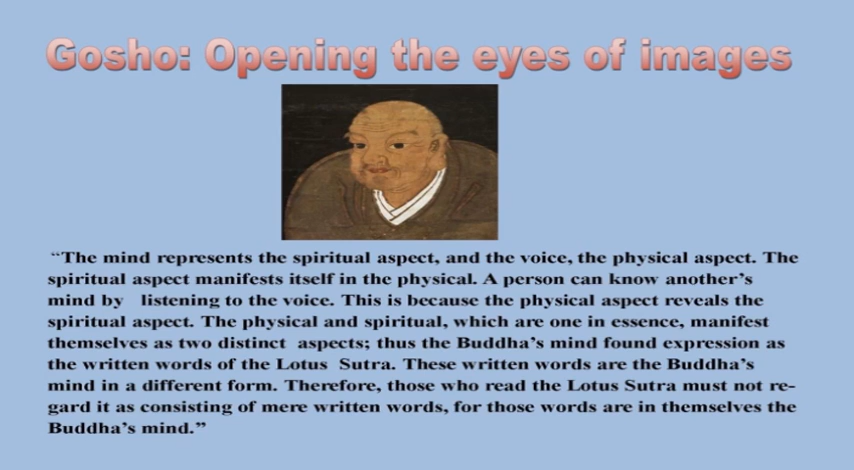 Gosho: Opening the eyes of images
“The mind represents the spiritual aspect, and the voice, the physical aspect. The
spiritual aspect manifests itself in the physical. A person can know another’s
mind by listening to the voice. This is because the physical aspect reveals the
spiritual aspect. The physical and spiritual, which are one in essence, manifest
themselves as two distinct aspects; thus the Buddha’s mind found expression as
the written words of the Lotus Sutra. These written words are the Buddha’s
mind in a different form. Therefore, those who read the Lotus Sutra must not re-
gard it as consisting of mere written words, for those words are in themselves the
Buddha’s mind.”